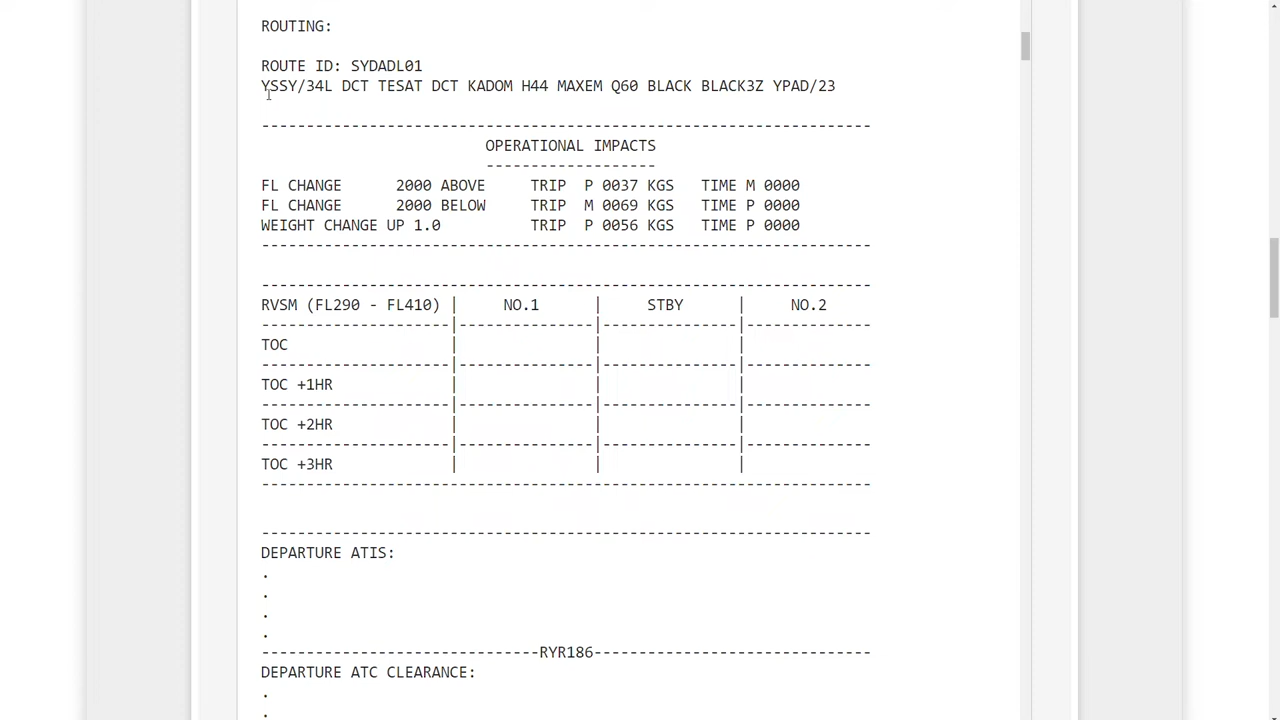 ROUTING:
ROUTE ID: SYDADL01
YSSY/34L DCT TESAT DCT KADOM H44 MAXEM Q60 BLACK BLACK3Z YPAD/23
--------------------------------------------------------------------
OPERATIONAL IMPACTS
-------------------
FL CHANGE      2000 ABOVE     TRIP  P 0037 KGS   TIME M 0000
FL CHANGE      2000 BELOW     TRIP  M 0069 KGS   TIME P 0000
WEIGHT CHANGE UP 1.0          TRIP  P 0056 KGS   TIME P 0000
--------------------------------------------------------------------
--------------------------------------------------------------------
RVSM (FL290 - FL410) |     NO.1      |     STBY      |     NO.2
---------------------|---------------|---------------|--------------
TOC                  |               |               |
---------------------|---------------|---------------|--------------
TOC +1HR             |               |               |
---------------------|---------------|---------------|--------------
TOC +2HR             |               |               |
---------------------|---------------|---------------|--------------
TOC +3HR             |               |               |
--------------------------------------------------------------------
--------------------------------------------------------------------
DEPARTURE ATIS:
.
.
.
.
-------------------------------RYR186-------------------------------
DEPARTURE ATC CLEARANCE:
.
.